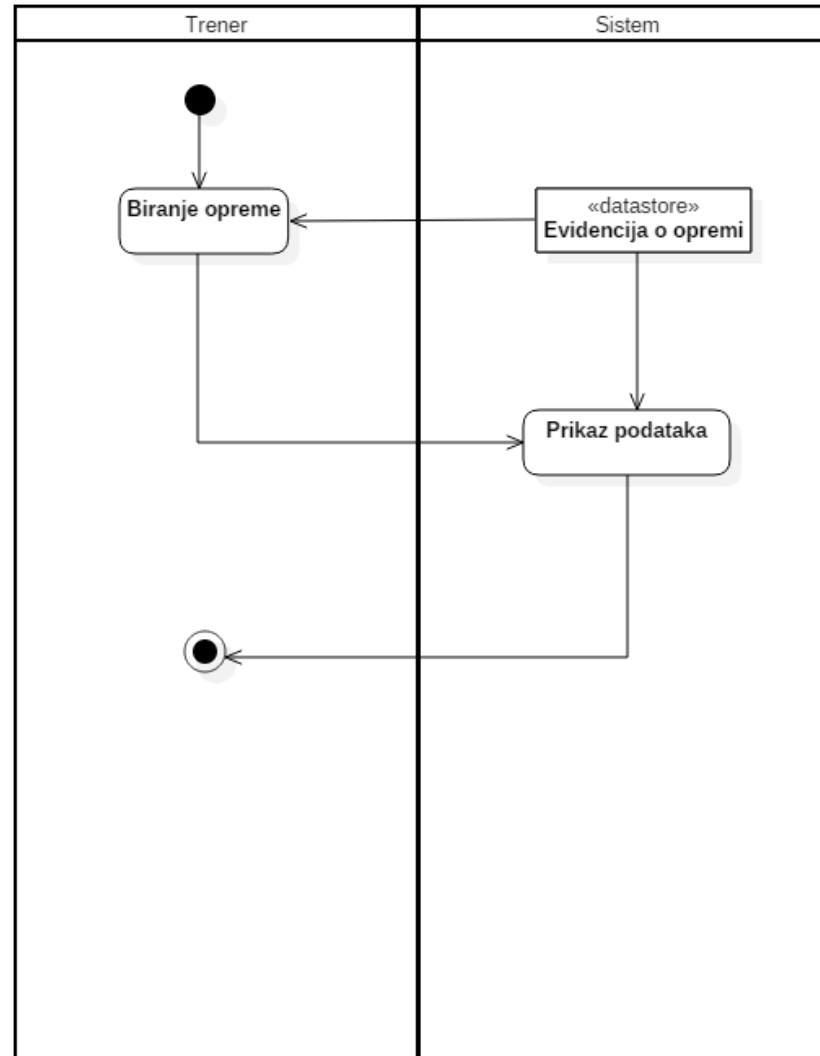 Trener
Sistem
Biranje opreme
«datastore»
Evidencija o opremi
Prikaz podataka